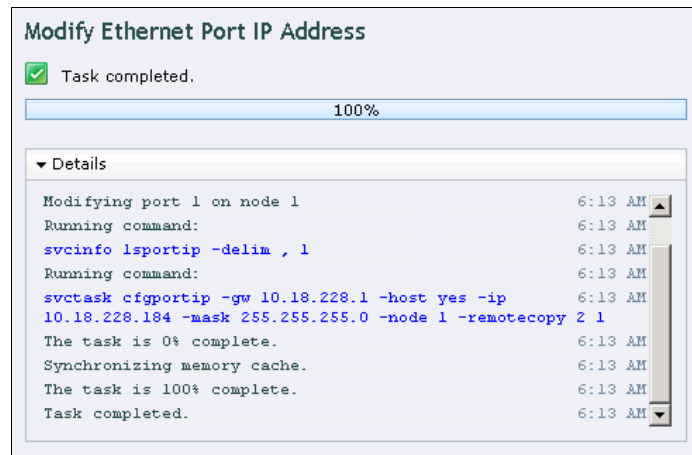 Modify Ethernet Port IP Address
Task completed.
100%
Details
Modifying port 1 on node 1 6:13 AM
Running command: 6:13 AM
svcinfo lsportip -delim , 1 6:13 AM
Running command: 6:13 AM
svctask cfgportip -gw 10.18.228.1 -host yes -ip 6:13 AM
10.18.228.184 -mask 255.255.255.0 -node 1 -remotecopy 2 1
The task is 0% complete. 6:13 AM
Synchronizing memory cache. 6:13 AM
The task is 100% complete. 6:13 AM
Task completed. 6:13 AM